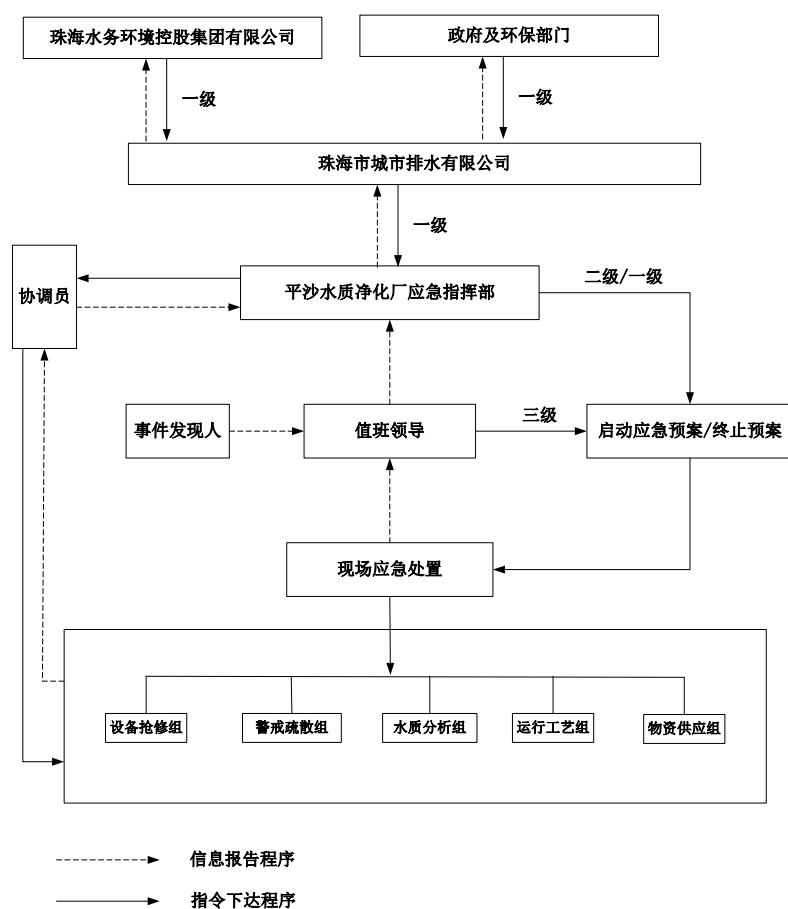 珠海水务环境控股集团有限公司
政府及环保部门
一级
一级
珠海市城市排水有限公司
一级
协调员
平沙水质净化厂应急指挥部
二级/一级
事件发现人
值班领导
三级
启动应急预案/终止预案
现场应急处置
设备抢修组
警戒疏散组
水质分析组
运行工艺组
物资供应组
信息报告程序
指令下达程序